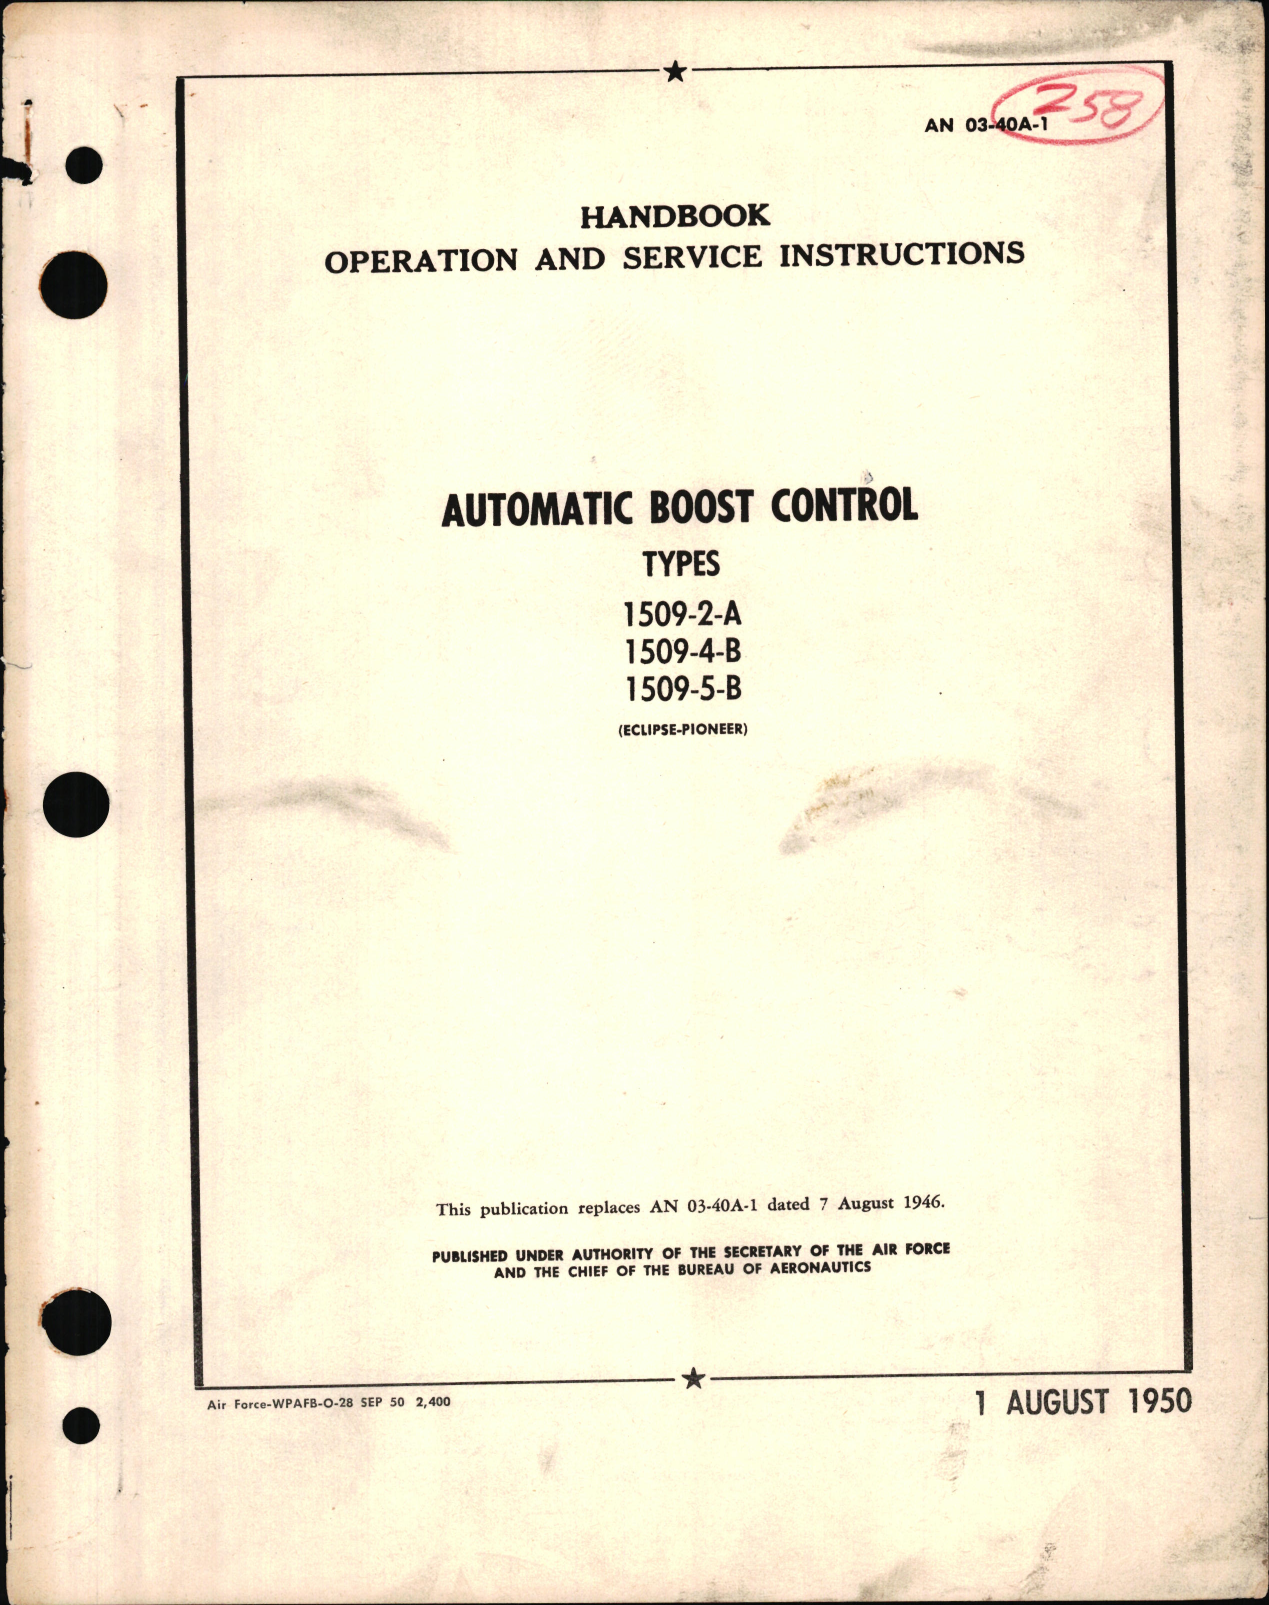 258
AN 03-40A-1
HANDBOOK
OPERATION AND SERVICE INSTRUCTIONS
AUTOMATIC BOOST CONTROL
TYPES
1509-2-A
1509-4-B
1509-5-B
(ECLIPSE-PIONEER)
This publication replaces AN 03-40A-1 dated 7 August 1946.
PUBLISHED UNDER AUTHORITY OF THE SECRETARY OF THE AIR FORCE
AND THE CHIEF OF THE BUREAU OF AERONAUTICS
Air Force-WPAFB-O-28 SEP 50 2,400
1 AUGUST 1950